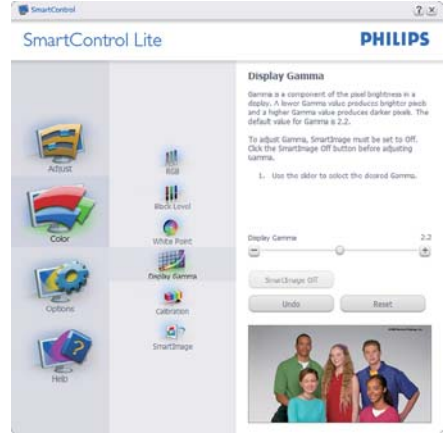 SmartControl
SmartControl Lite
PHILIPS
Adjust
Color
Options
Help
RGB
Black Level
White Point
Display Gamma
Calibration
SmartImage
Display Gamma
Gamma is a component of the pixel brightness in a
display. A lower Gamma value produces brighter pixels
and a higher Gamma value produces darker pixels. The
default value for Gamma is 2.2.
To adjust Gamma, SmartImage must be set to Off.
Click the SmartImage Off button before adjusting
Gamma.
1. Use the slider to select the desired Gamma.
Display Gamma 2.2
SmartImage Off
Undo Reset